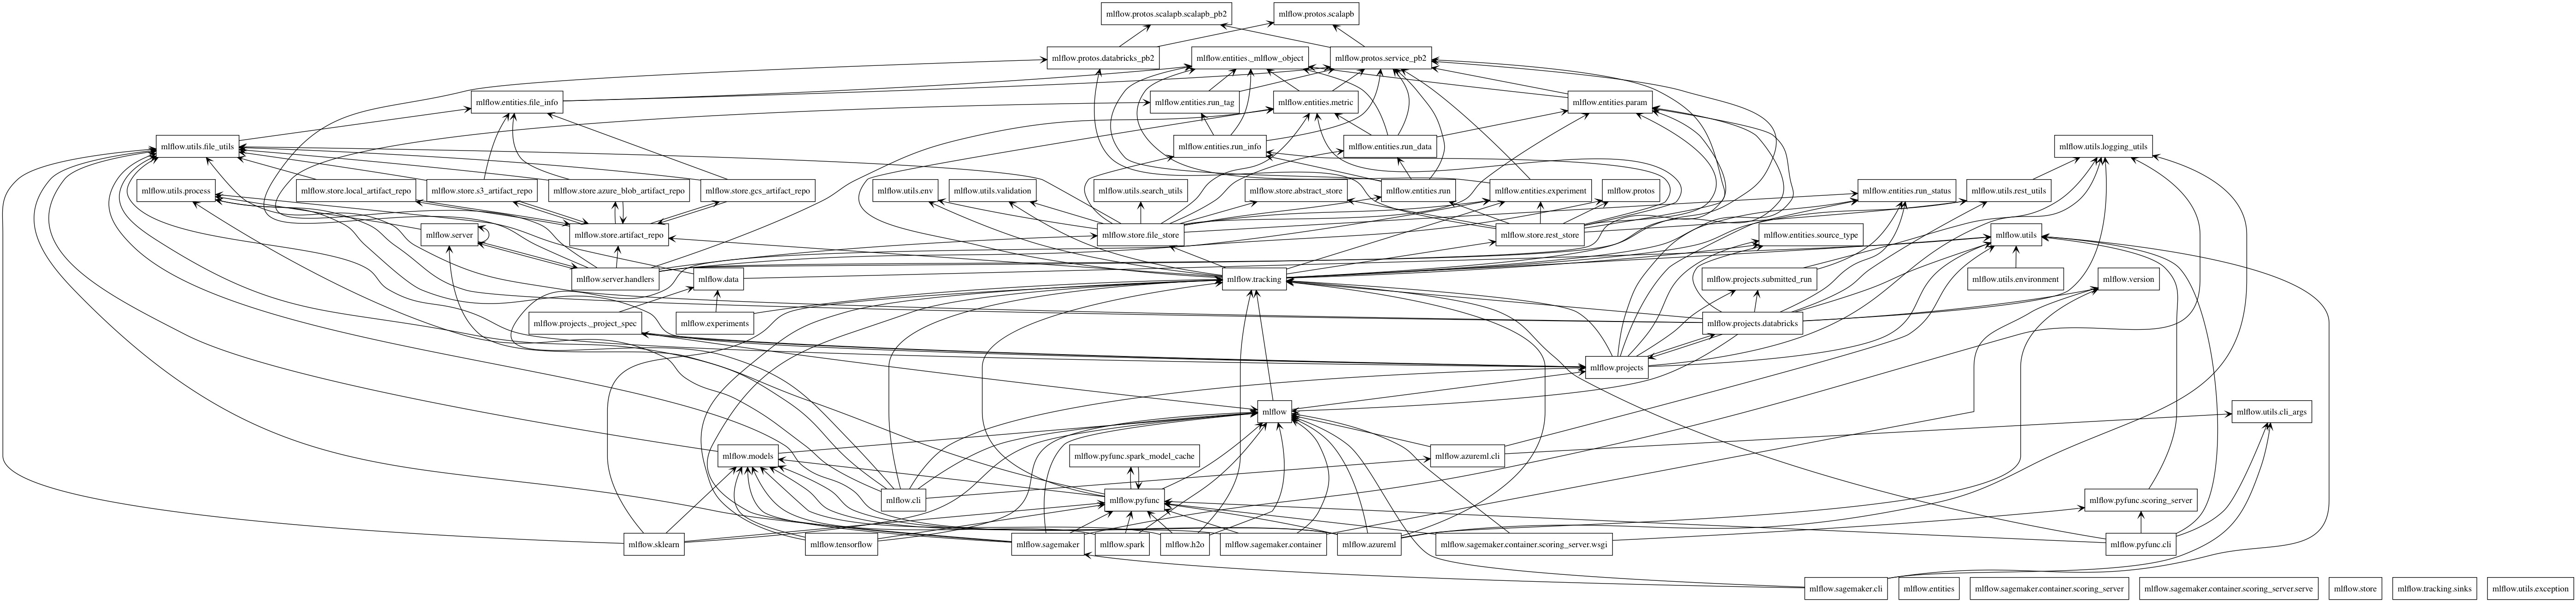 mlflow.protos.scalapb.scalapb_pb2
mlflow.protos.scalapb
mlflow.protos.databricks_pb2
mlflow.entities._mlflow_object
mlflow.protos.service_pb2
mlflow.entities.file_info
mlflow.entities.run_tag
mlflow.entities.metric
mlflow.entities.param
mlflow.utils.file_utils
mlflow.entities.run_info
mlflow.entities.run_data
mlflow.utils.logging_utils
mlflow.utils.process
mlflow.store.local_artifact_repo
mlflow.store.s3_artifact_repo
mlflow.store.azure_blob_artifact_repo
mlflow.store.gcs_artifact_repo
mlflow.utils.env
mlflow.utils.validation
mlflow.utils.search_utils
mlflow.store.abstract_store
mlflow.entities.run
mlflow.entities.experiment
mlflow.protos
mlflow.entities.run_status
mlflow.utils.rest_utils
mlflow.server
mlflow.store.artifact_repo
mlflow.store.file_store
mlflow.store.rest_store
mlflow.entities.source_type
mlflow.utils
mlflow.server.handlers
mlflow.data
mlflow.tracking
mlflow.projects.submitted_run
mlflow.utils.environment
mlflow.version
mlflow.projects._project_spec
mlflow.experiments
mlflow.projects.databricks
mlflow.projects
mlflow
mlflow.utils.cli_args
mlflow.models
mlflow.pyfunc.spark_model_cache
mlflow.azureml.cli
mlflow.cli
mlflow.pyfunc
mlflow.pyfunc.scoring_server
mlflow.sklearn
mlflow.tensorflow
mlflow.sagemaker
mlflow.spark
mlflow.h2o
mlflow.sagemaker.container
mlflow.azureml
mlflow.sagemaker.container.scoring_server.wsgi
mlflow.pyfunc.cli
mlflow.sagemaker.cli
mlflow.entities
mlflow.sagemaker.container.scoring_server
mlflow.sagemaker.container.scoring_server.serve
mlflow.store
mlflow.tracking.sinks
mlflow.utils.exception